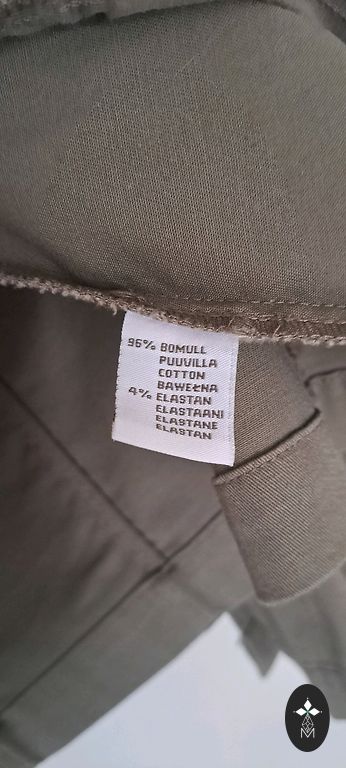 96% BOMULL
PUUVILLA
COTTON
BAWEŁNA
4% ELASTAN
ELASTAANI
ELASTANE
ELASTAN
M